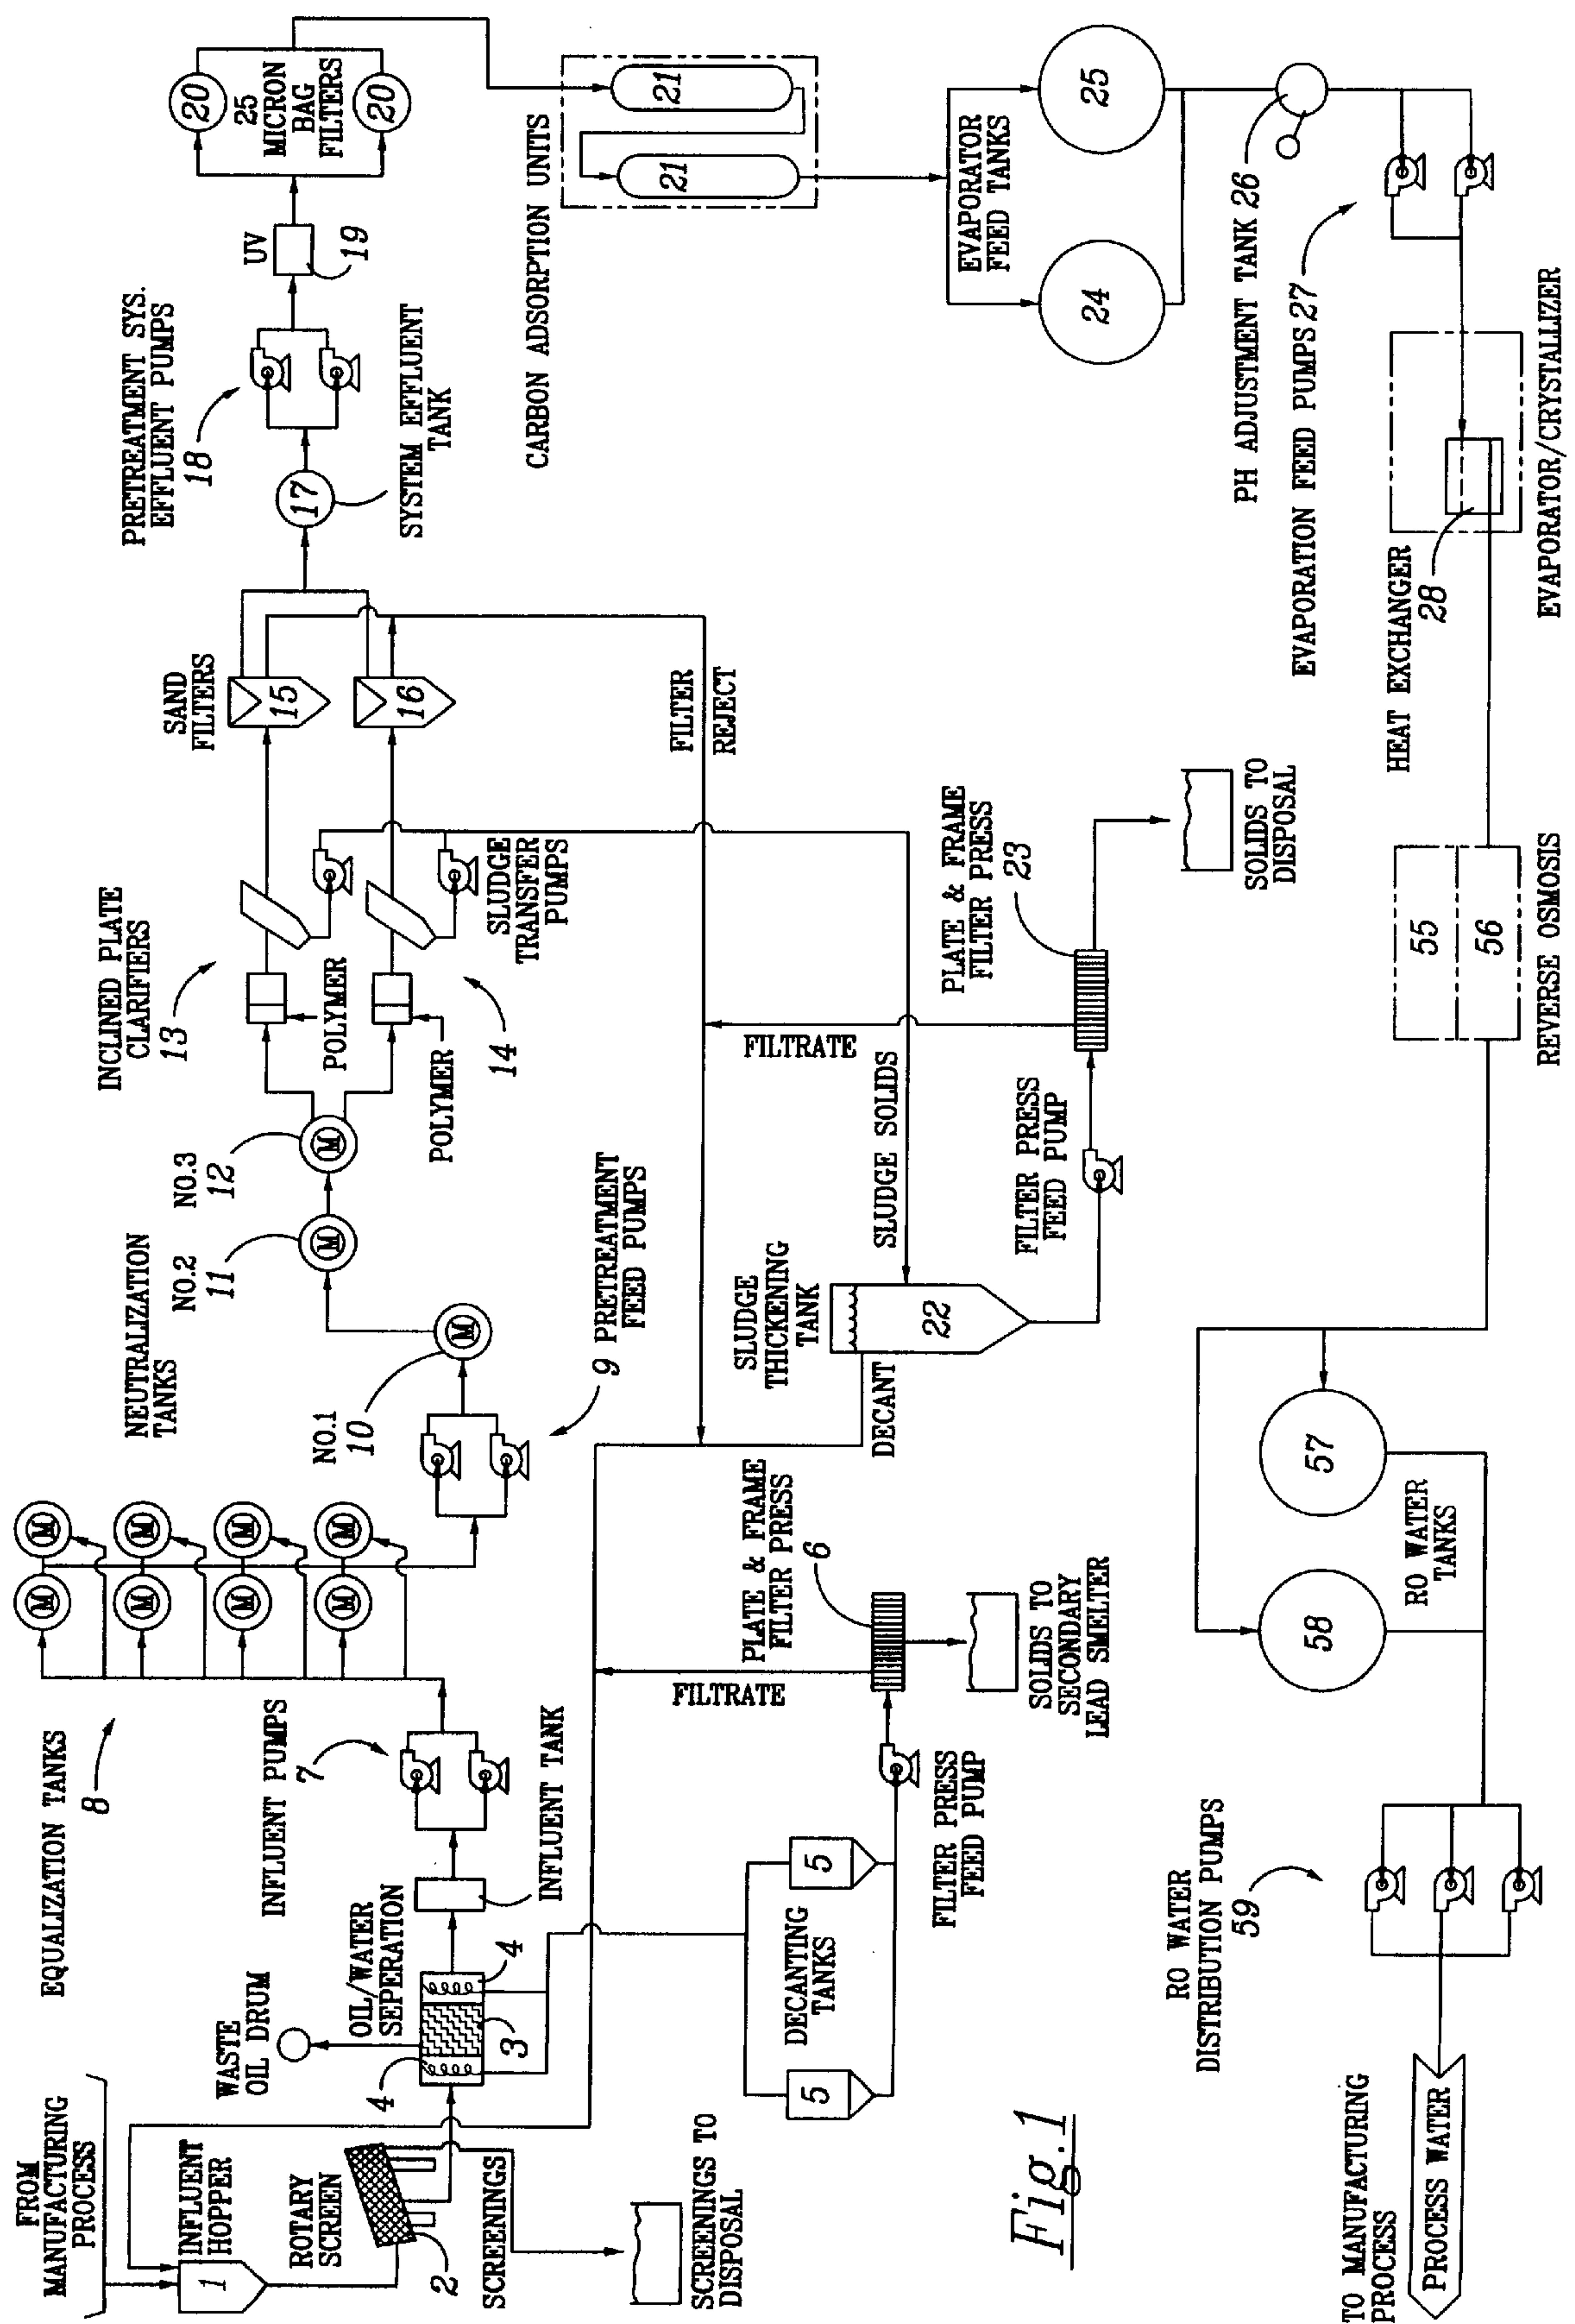 FROM
MANUFACTURING
PROCESS
INFLUENT
HOPPER
1
ROTARY
SCREEN
2
SCREENINGS
SCREENINGS TO
DISPOSAL
WASTE
OIL DRUM
OIL/WATER
SEPERATION
4
3
4
INFLUENT TANK
INFLUENT PUMPS
7
EQUALIZATION TANKS
8
M
M
M
M
M
M
M
M
DECANTING
TANKS
5
5
FILTER PRESS
FEED PUMP
FILTRATE
PLATE & FRAME
FILTER PRESS
6
SOLIDS TO
SECONDARY
LEAD SMELTER
9 PRETREATMENT
FEED PUMPS
NEUTRALIZATION
TANKS
NO.1
10
M
NO.2
11
M
NO.3
12
M
INCLINED PLATE
CLARIFIERS
13
POLYMER
POLYMER
14
SLUDGE
TRANSFER
PUMPS
SAND
FILTERS
15
16
FILTER
REJECT
DECANT
SLUDGE
THICKENING
TANK
22
SLUDGE SOLIDS
FILTER PRESS
FEED PUMP
FILTRATE
PLATE & FRAME
FILTER PRESS
23
SOLIDS TO
DISPOSAL
17
SYSTEM EFFLUENT
TANK
PRETREATMENT SYS.
EFFLUENT PUMPS
18
UV
19
20
25
MICRON
BAG
FILTERS
20
CARBON ADSORPTION UNITS
21
21
EVAPORATOR
FEED TANKS
24
25
PH ADJUSTMENT TANK 26
EVAPORATION FEED PUMPS 27
HEAT EXCHANGER
28
EVAPORATOR/CRYSTALLIZER
55
56
REVERSE OSMOSIS
57
58
RO WATER
TANKS
RO WATER
DISTRIBUTION PUMPS
59
TO MANUFACTURING
PROCESS
PROCESS WATER
Fig.1